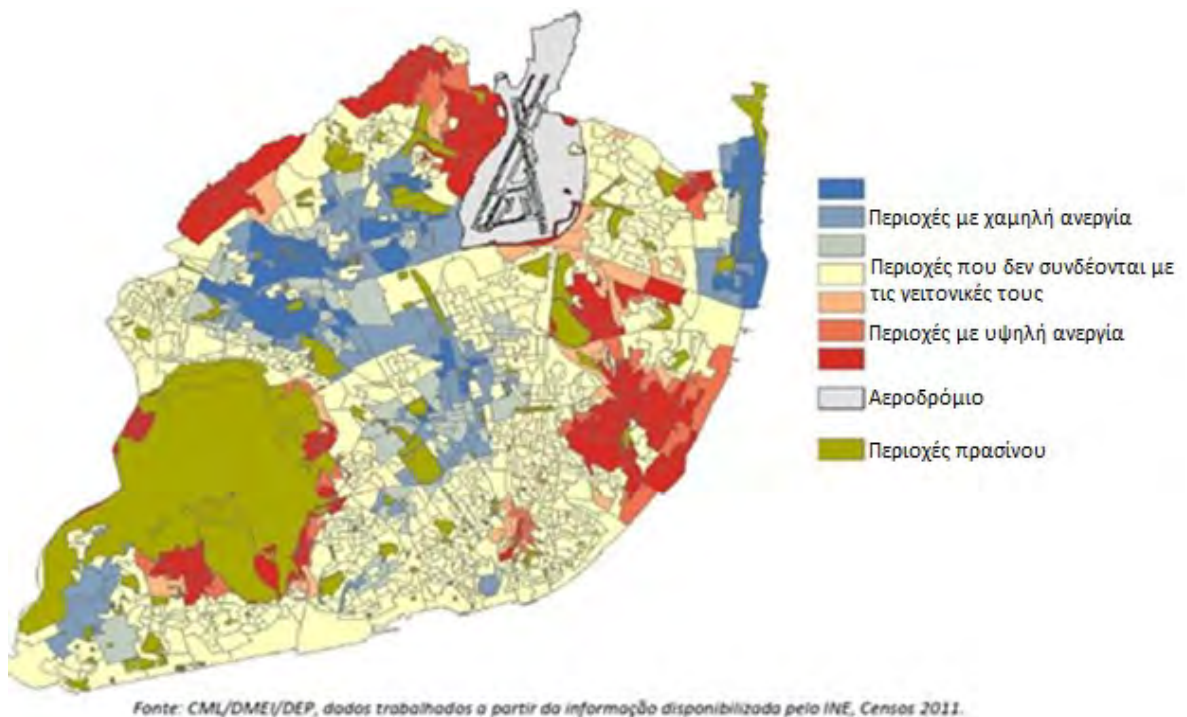 Περιοχές με χαμηλή ανεργία
Περιοχές που δεν συνδέονται με
τις γειτονικές τους
Περιοχές με υψηλή ανεργία
Αεροδρόμιο
Περιοχές πρασίνου
Fonte: CML/DMEI/DEP, dados trabalhados a partir da informação disponibilizada pelo INE, Censos 2011.